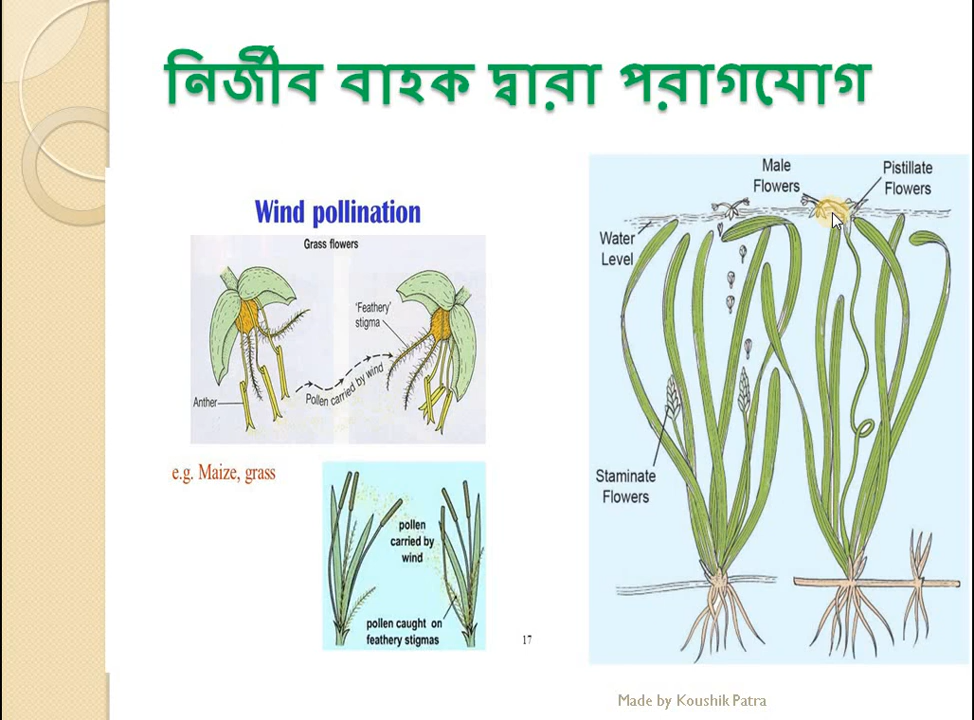 নির্জীব বাহক দ্বারা পরাগযোগ
Wind pollination
Grass flowers
'Feathery'
stigma
Anther
Pollen carried by wind
e.g. Maize, grass
pollen
carried by
wind
pollen caught on
feathery stigmas
17
Male
Flowers
Pistillate
Flowers
Water
Level
Staminate
Flowers
Made by Koushik Patra